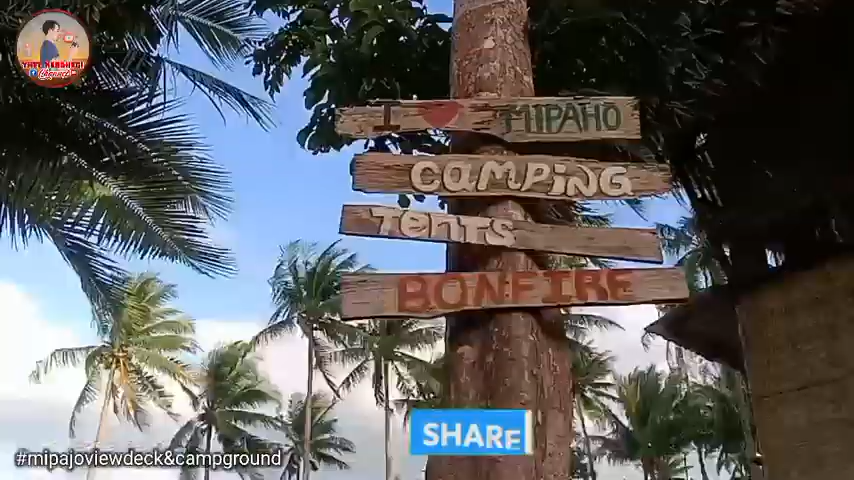 I ❤ MIPAHO
CAMPiNG
TENTS
BONFIRE
SHARE
#mipajoviewdeck&campground